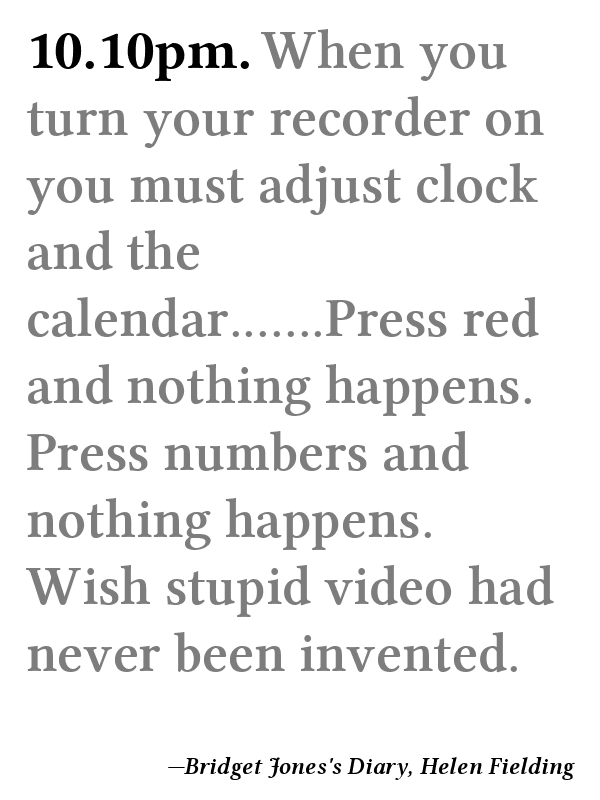 10.10pm. When you
turn your recorder on
you must adjust clock
and the
calendar.......Press red
and nothing happens.
Press numbers and
nothing happens.
Wish stupid video had
never been invented.
—Bridget Jones's Diary, Helen Fielding